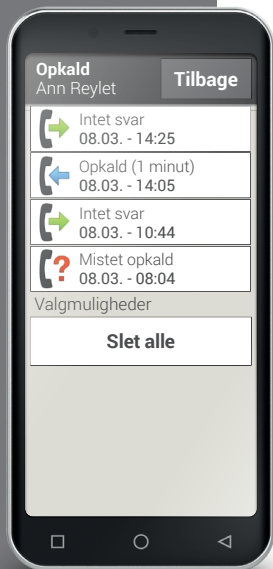 Opkald
Ann Reylet
Tilbage
Intet svar
08.03. - 14:25
Opkald (1 minut)
08.03. - 14:05
Intet svar
08.03. - 10:44
Mistet opkald
08.03. - 08:04
Valgmuligheder
Slet alle